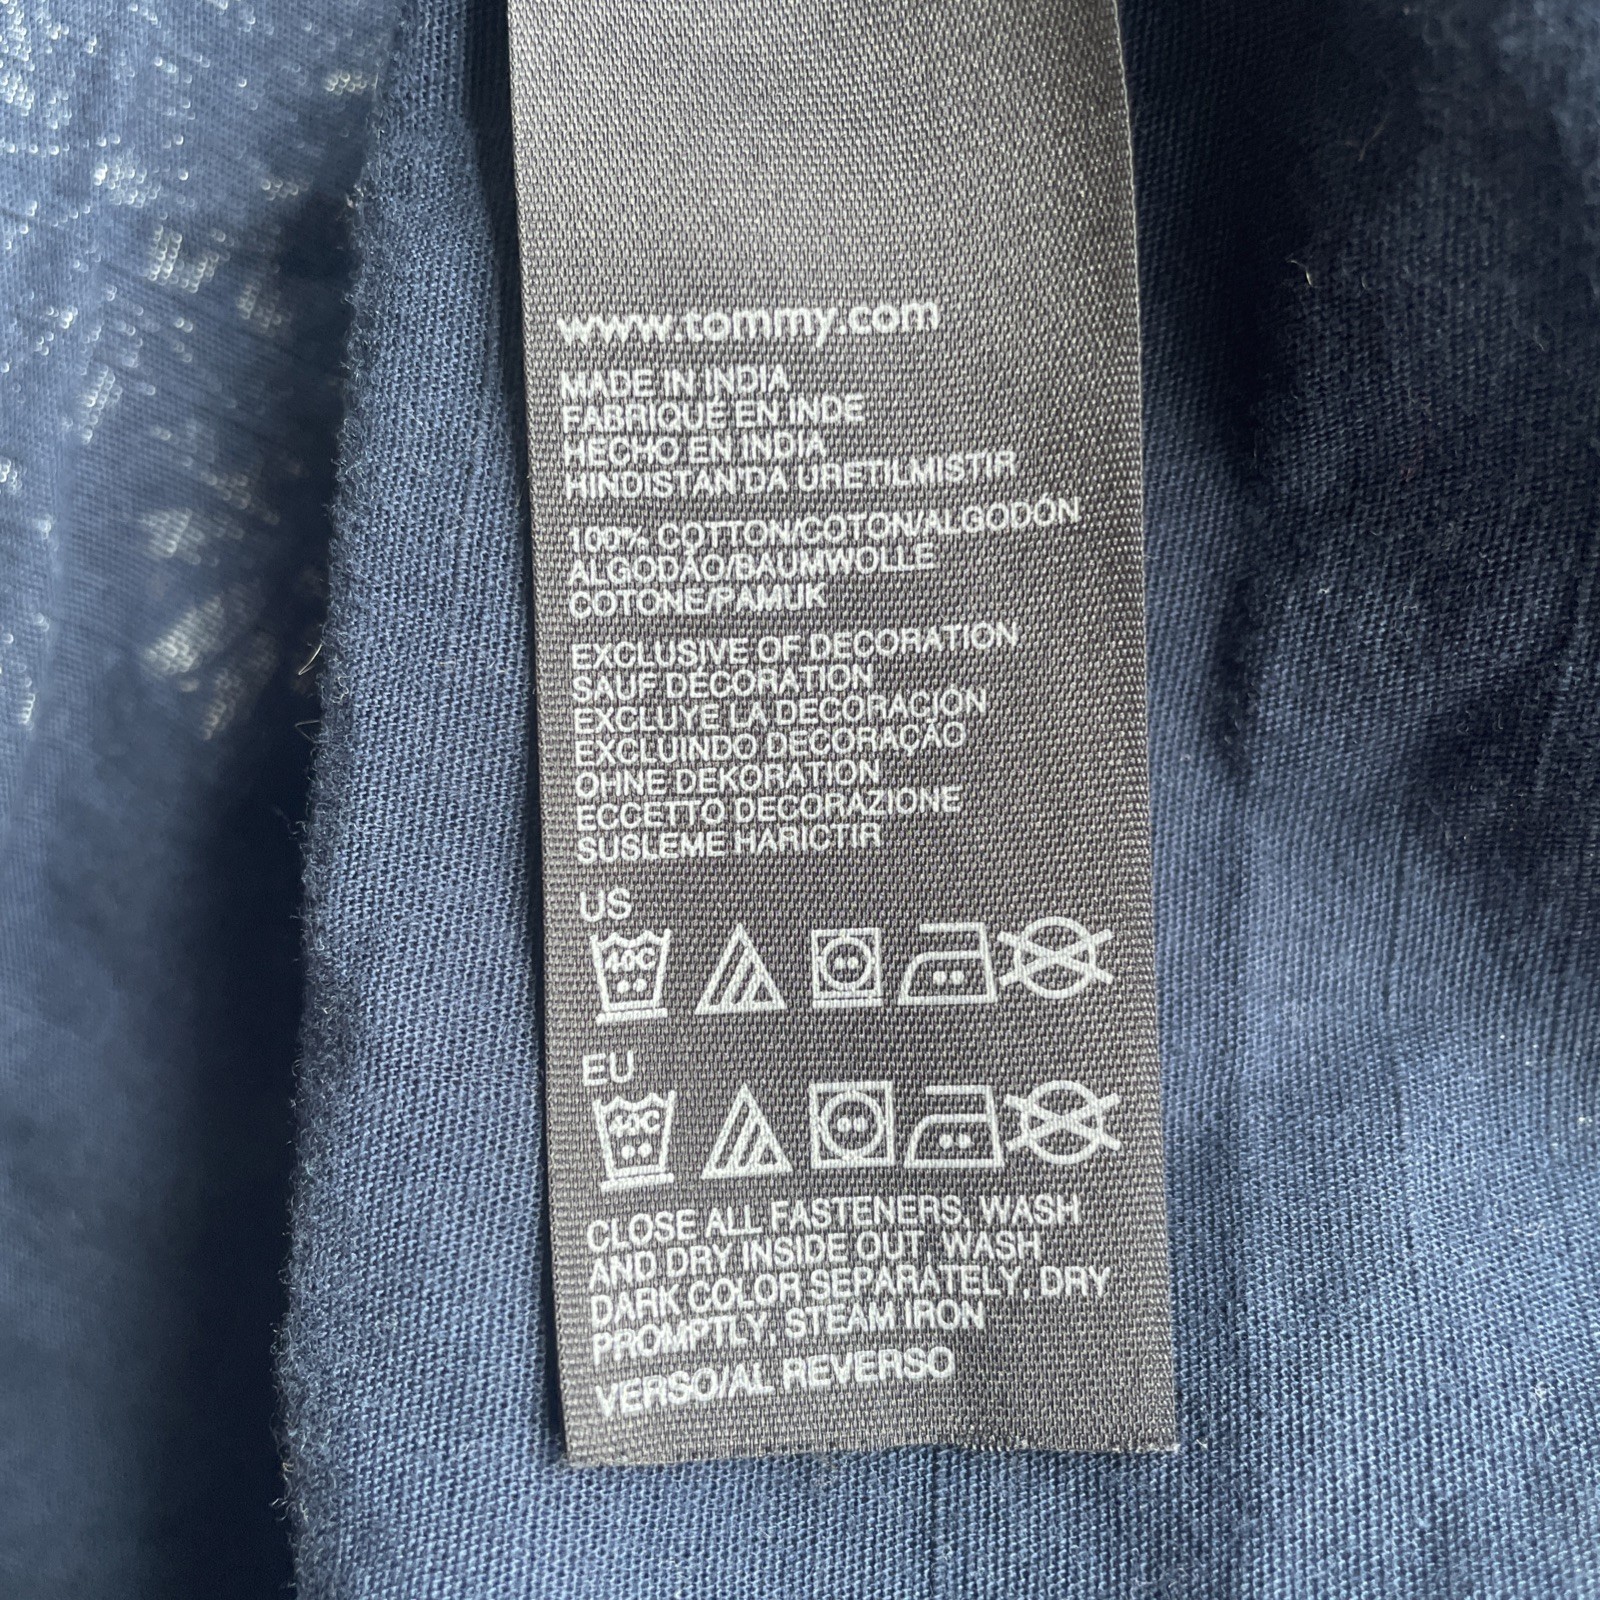 www.tommy.com
MADE IN INDIA
FABRIQUÉ EN INDE
HECHO EN INDIA
HINDISTAN'DA URETILMISTIR
100% COTTON/COTON/ALGODÓN
ALGODÃO/BAUMWOLLE
COTONE/PAMUK
EXCLUSIVE OF DECORATION
SAUF DÉCORATION
EXCLUYE LA DECORACIÓN
EXCLUINDO DECORAÇÃO
OHNE DEKORATION
ECCETTO DECORAZIONE
SUSLEME HARICTIR
US
40C
EU
CLOSE ALL FASTENERS, WASH
AND DRY INSIDE OUT, WASH
DARK COLOR SEPARATELY, DRY
PROMPTLY, STEAM IRON
VERSO/AL REVERSO